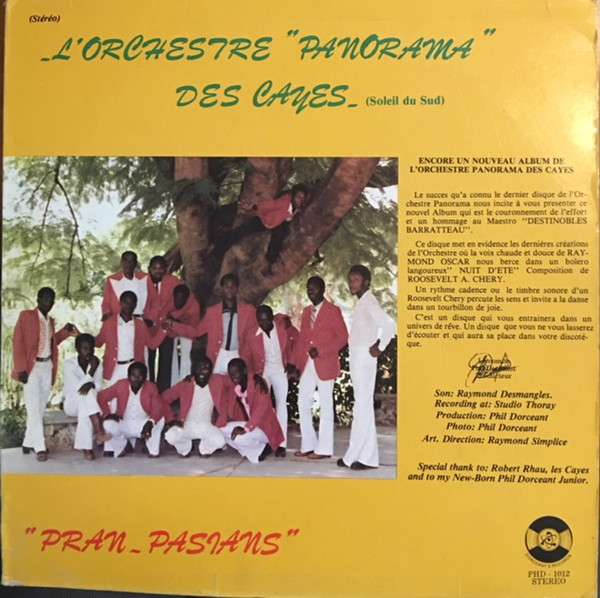 (Stéréo)
_L'ORCHESTRE "PANORAMA"
DES CAYES_ (Soleil du Sud)
ENCORE UN NOUVEAU ALBUM DE
L'ORCHESTRE PANORAMA DES CAYES
Le succes qu'a connu le dernier disque de l'Or-
chestre Panorama nous incite à vous presenter ce
nouvel Album qui est le couronnement de l'effort
et un hommage au Maestro "DESTINOBLES
BARRATTEAU".
Ce disque met en evidence les dernières créations
de l'Orchestre où la voix chaude et douce de RAY-
MOND OSCAR nous berce dans un boléro
langoureux" NUIT D'ETE" Composition de
ROOSEVELT A. CHERY.
Un rythme cadence ou le timbre sonore d'un
Roosevelt Chery percute les sens et invite a la danse
dans un tourbillon de joie.
C'est un disque qui vous entrainera dans un
univers de rêve. Un disque que vous ne vous lasserez
d'écouter et qui aura sa place dans votre discoté-
que.
Son: Raymond Desmangles.
Recording at: Studio Thoray
Production: Phil Dorceant
Photo: Phil Dorceant
Art. Direction: Raymond Simplice
Special thank to: Robert Rhau, les Cayes
and to my New-Born Phil Dorceant Junior.
"PRAN_PASIANS"
PHD - 1012
STEREO